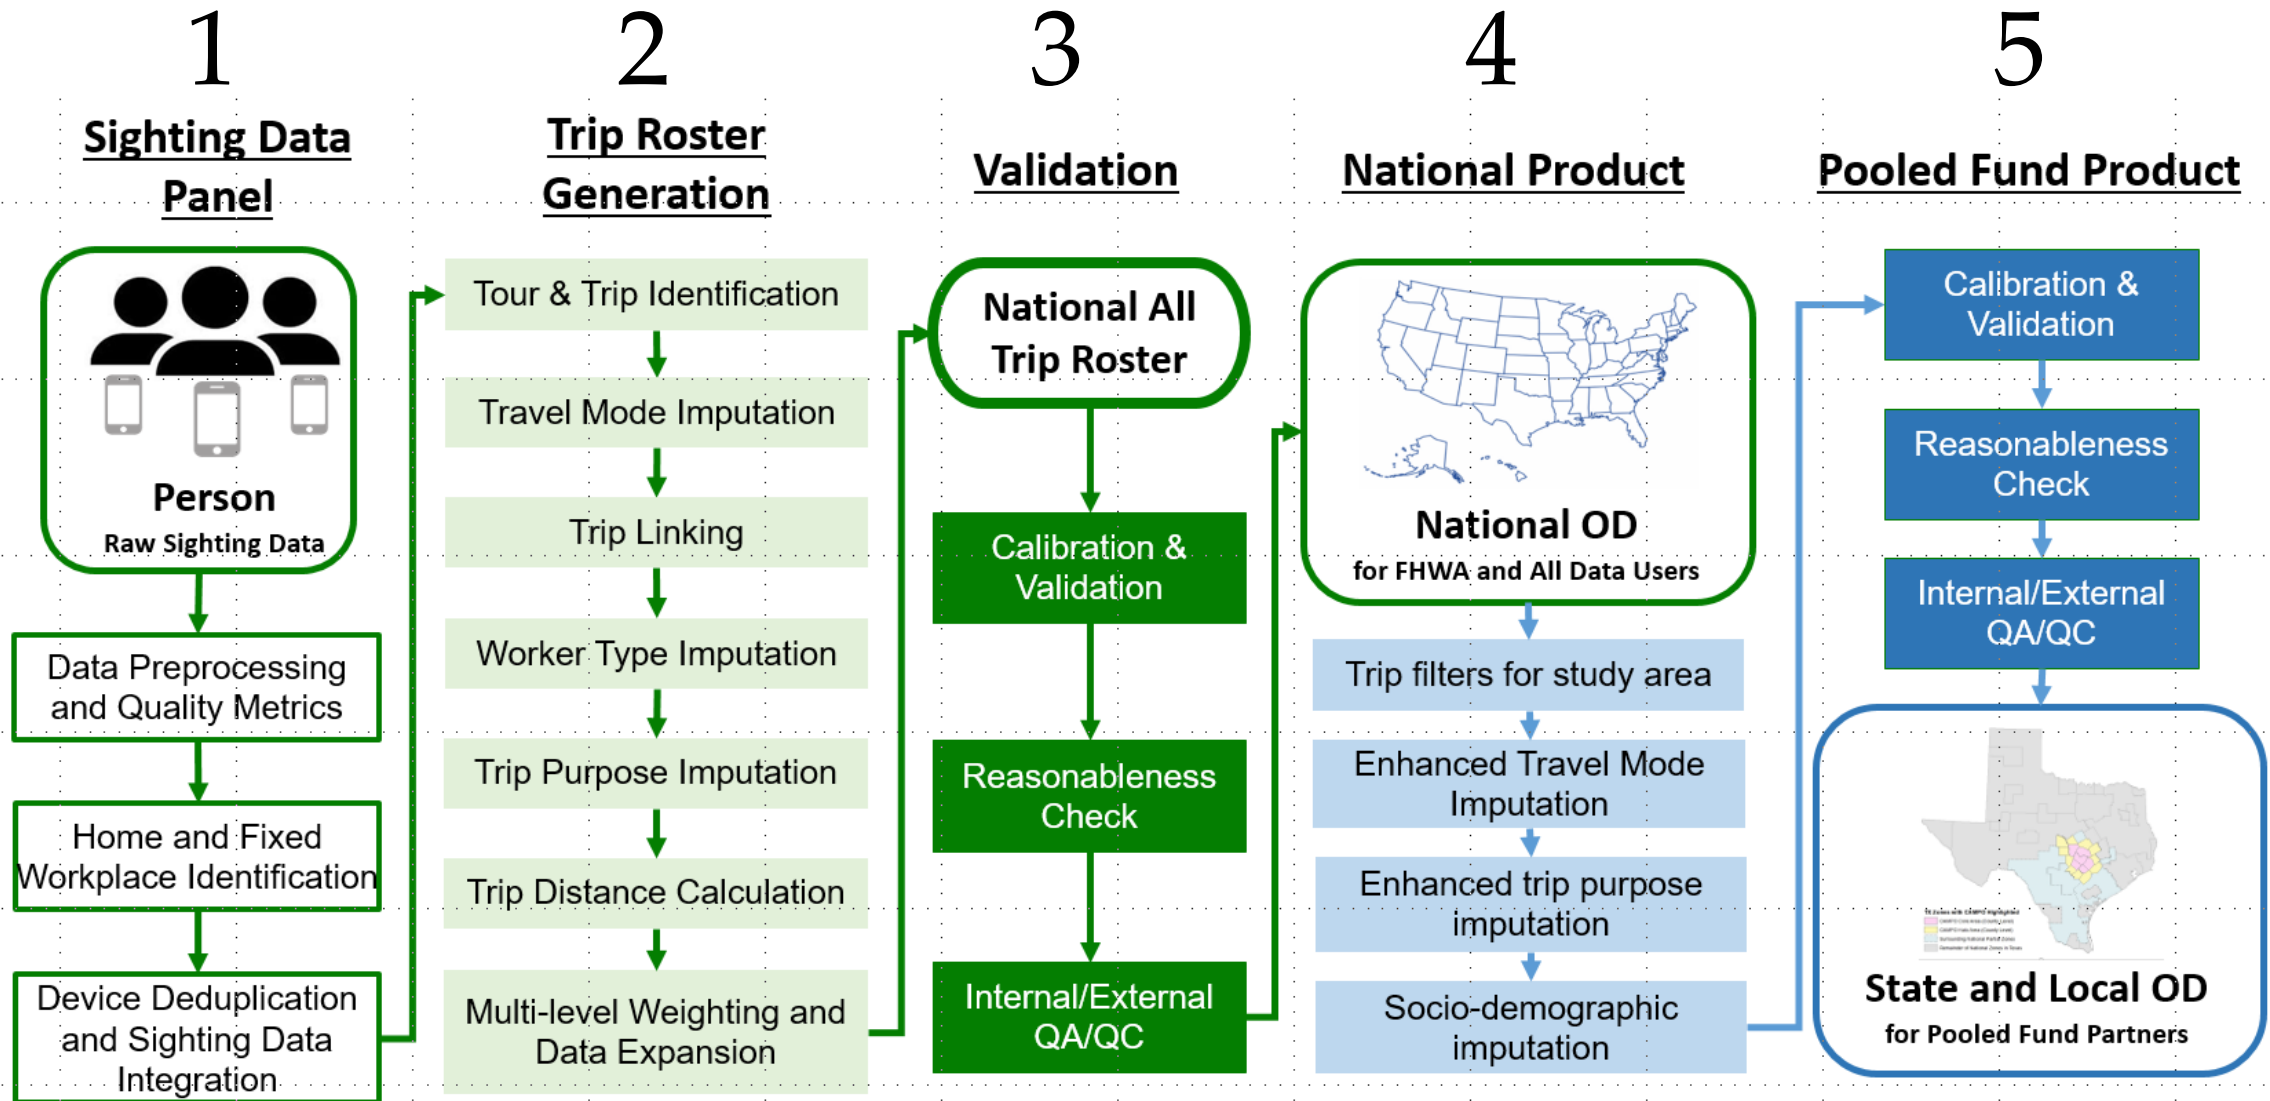 1
Sighting Data
Panel
Person
Raw Sighting Data
Data Preprocessing
and Quality Metrics
Home and Fixed
Workplace Identification
Device Deduplication
and Sighting Data
Integration
2
Trip Roster
Generation
Tour & Trip Identification
Travel Mode Imputation
Trip Linking
Worker Type Imputation
Trip Purpose Imputation
Trip Distance Calculation
Multi-level Weighting and
Data Expansion
3
Validation
National All
Trip Roster
Calibration &
Validation
Reasonableness
Check
Internal/External
QA/QC
4
National Product
National OD
for FHWA and All Data Users
Trip filters for study area
Enhanced Travel Mode
Imputation
Enhanced trip purpose
imputation
Socio-demographic
imputation
5
Pooled Fund Product
Calibration &
Validation
Reasonableness
Check
Internal/External
QA/QC
State and Local OD
for Pooled Fund Partners